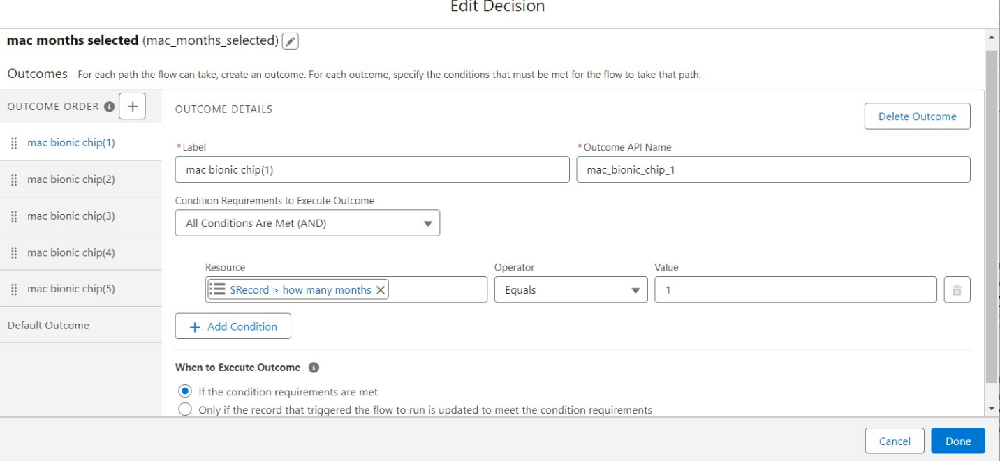 Edit Decision
mac months selected (mac_months_selected)
Outcomes For each path the flow can take, create an outcome. For each outcome, specify the conditions that must be met for the flow to take that path.
OUTCOME ORDER
OUTCOME DETAILS
Delete Outcome
mac bionic chip(1)
mac bionic chip(2)
mac bionic chip(3)
mac bionic chip(4)
mac bionic chip(5)
Default Outcome
*Label
*Outcome API Name
mac bionic chip(1)
mac_bionic_chip_1
Condition Requirements to Execute Outcome
All Conditions Are Met (AND)
Resource Operator Value
$Record > how many months Equals 1
+ Add Condition
When to Execute Outcome
If the condition requirements are met
Only if the record that triggered the flow to run is updated to meet the condition requirements
Cancel Done